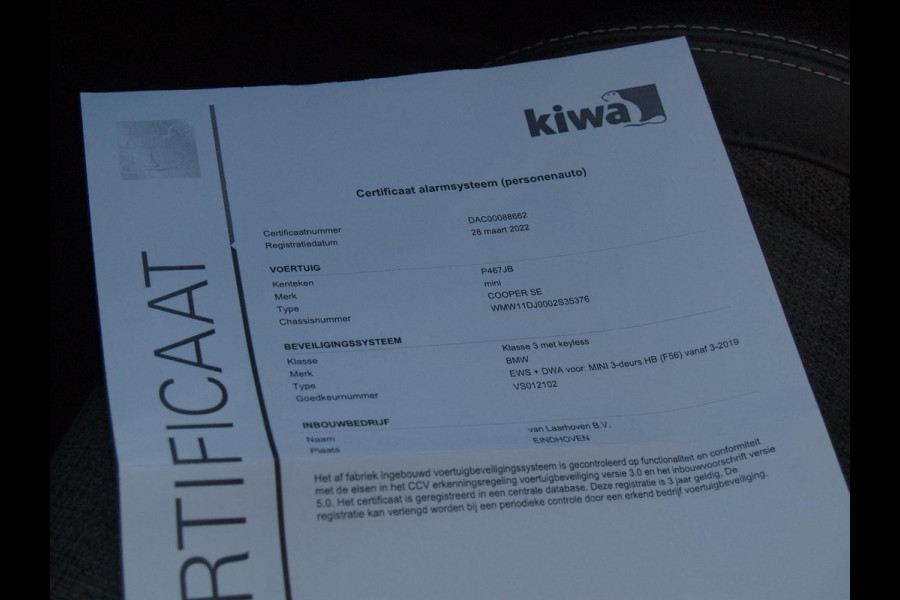 kiwa
Certificaat alarmsysteem (personenauto)
Certificaatnummer DAC00088662
Registratiedatum 28 maart 2022
VOERTUIG
Kenteken P467JB
Merk mini
Type COOPER SE
Chassisnummer WMW11DJ0002S35376
BEVEILIGINGSSYSTEEM
Klasse Klasse 3 met keyless
Merk BMW
Type EWS + DWA voor: MINI 3-deurs HB (F56) vanaf 3-2019
Goedkeurnummer VS012102
INBOUWBEDRIJF
Naam van Laarhoven B.V.
Plaats EINDHOVEN
Het af fabriek ingebouwd voertuigbeveiligingssysteem is gecontroleerd op functionaliteit en conformiteit
met de eisen in het CCV erkenningsregeling voertuigbeveiliging versie 3.0 en het inbouwvoorschrift versie
5.0. Het certificaat is geregistreerd in een centrale database. Deze registratie is 3 jaar geldig. De
registratie kan verlengd worden bij een periodieke controle door een erkend bedrijf voertuigbeveiliging.
RTIFICAAT